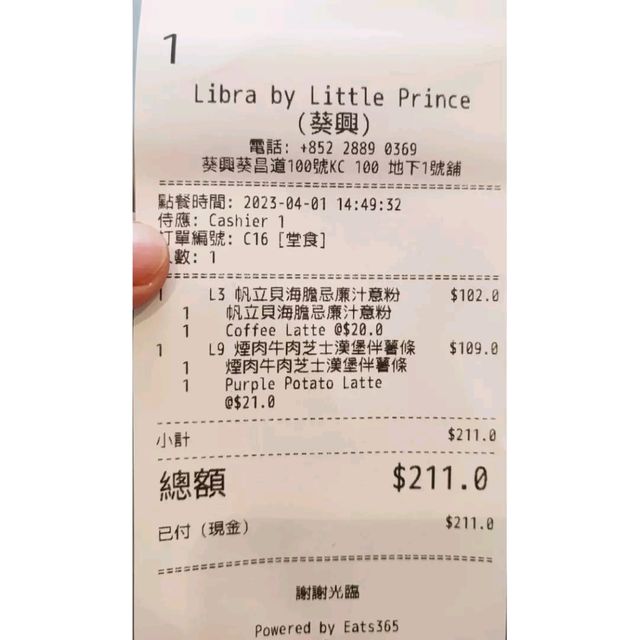 1
Libra by Little Prince
(葵興)
電話: +852 2889 0369
葵興葵昌道100號KC 100 地下1號舖
點餐時間: 2023-04-01 14:49:32
侍應: Cashier 1
訂單編號: C16 [堂食]
數: 1
1 L3 帆立貝海膽忌廉汁意粉 $102.0
1 帆立貝海膽忌廉汁意粉
1 Coffee Latte @$20.0
1 L9 煙肉牛肉芝士漢堡伴薯條 $109.0
1 煙肉牛肉芝士漢堡伴薯條
1 Purple Potato Latte
@$21.0
小計 $211.0
總額 $211.0
已付 (現金) $211.0
謝謝光臨
Powered by Eats365